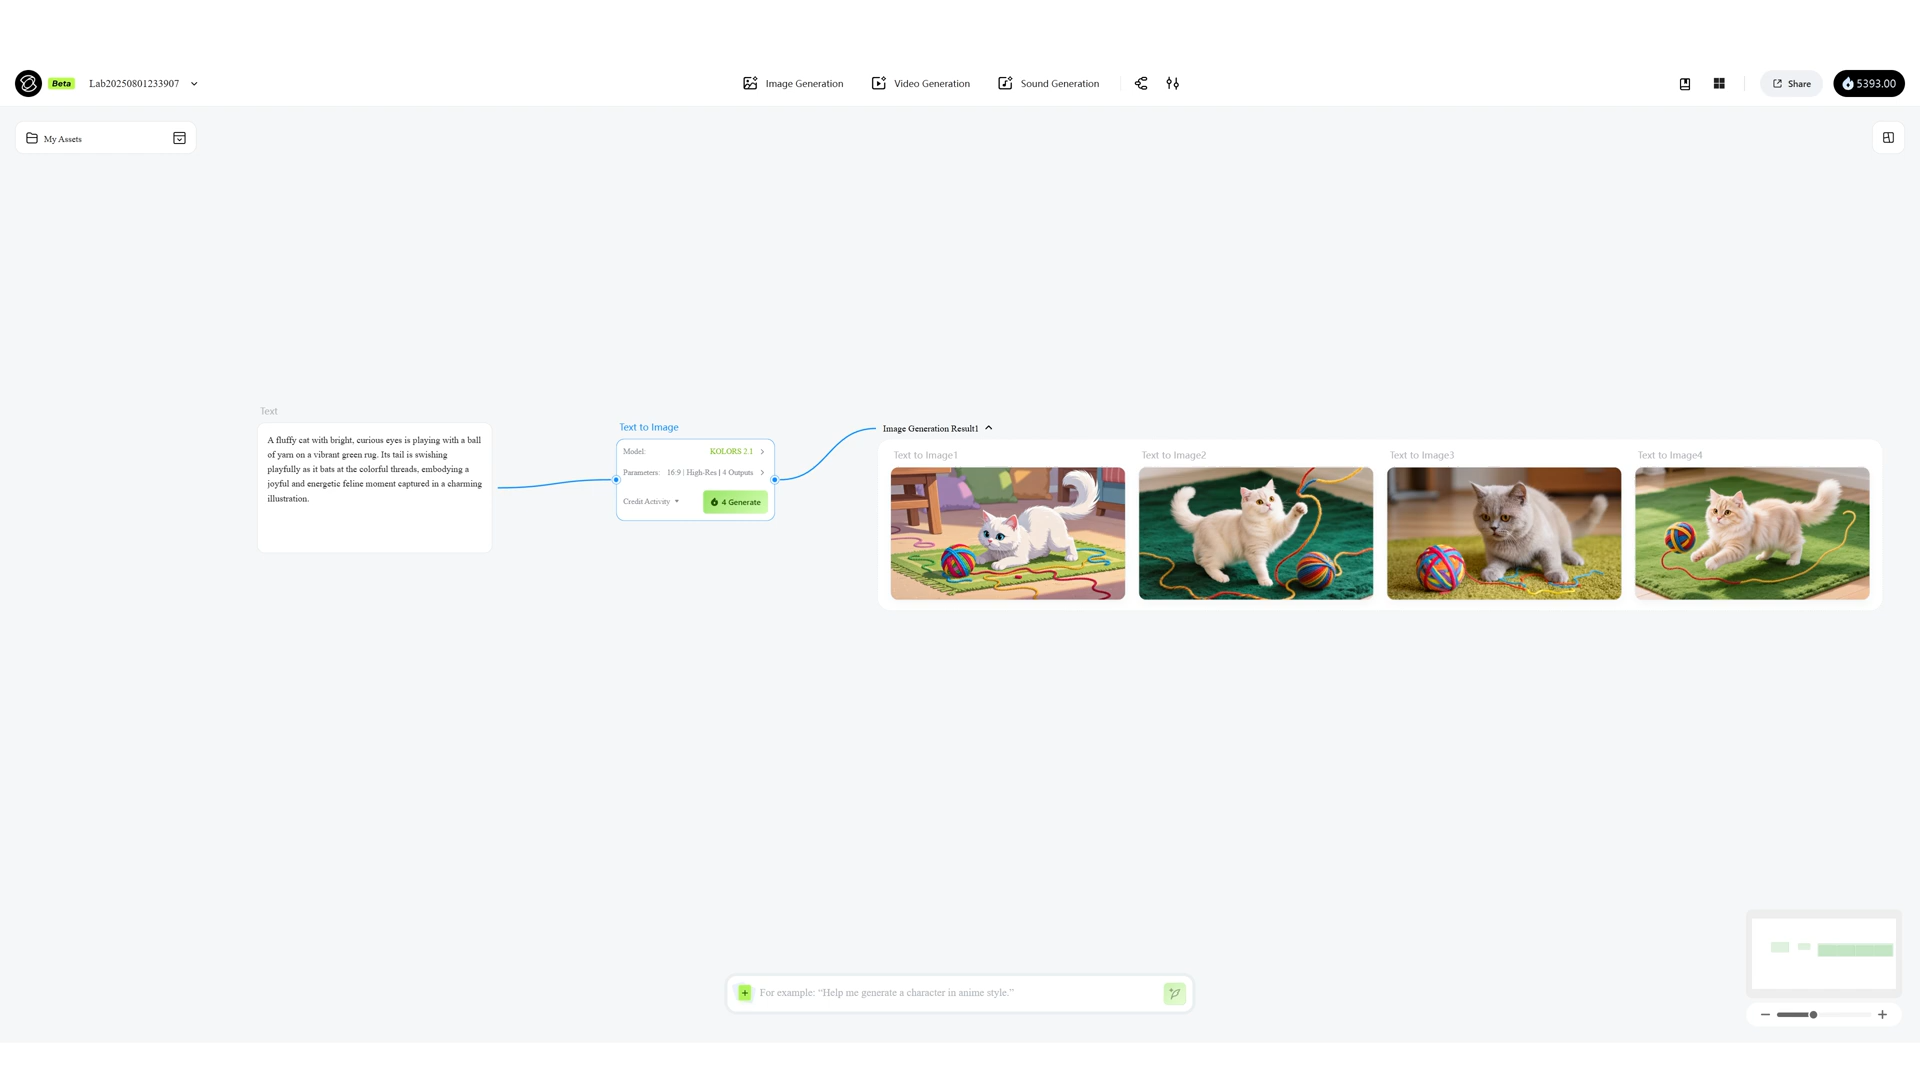 Beta
Lab20250801233907
Image Generation
Video Generation
Sound Generation
Share
5393.00
My Assets
Text
A fluffy cat with bright, curious eyes is playing with a ball
of yarn on a vibrant green rug. Its tail is swishing
playfully as it bats at the colorful threads, embodying a
joyful and energetic feline moment captured in a charming
illustration.
Text to Image
Model: KOLORS 2.1
Parameters: 16:9 | High-Res | 4 Outputs
Credit Activity
4 Generate
Image Generation Result1
Text to Image1
Text to Image2
Text to Image3
Text to Image4
For example: “Help me generate a character in anime style.”